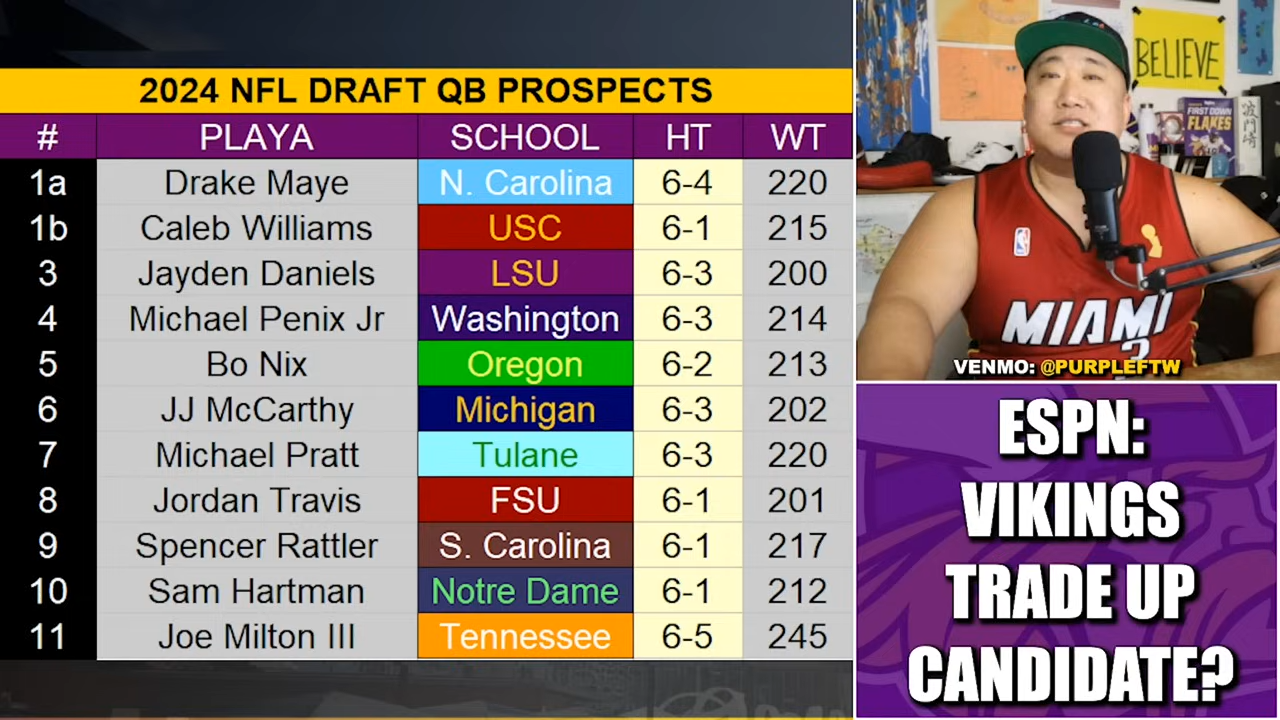 2024 NFL DRAFT QB PROSPECTS
# PLAYA SCHOOL HT WT
1a Drake Maye N. Carolina 6-4 220
1b Caleb Williams USC 6-1 215
3 Jayden Daniels LSU 6-3 200
4 Michael Penix Jr Washington 6-3 214
5 Bo Nix Oregon 6-2 213
6 JJ McCarthy Michigan 6-3 202
7 Michael Pratt Tulane 6-3 220
8 Jordan Travis FSU 6-1 201
9 Spencer Rattler S. Carolina 6-1 217
10 Sam Hartman Notre Dame 6-1 212
11 Joe Milton III Tennessee 6-5 245
BELIEVE
FIRST DOWN
FLAKES
NBA
MIAMI
VENMO: @PURPLEFTW
ESPN:
VIKINGS
TRADE UP
CANDIDATE?